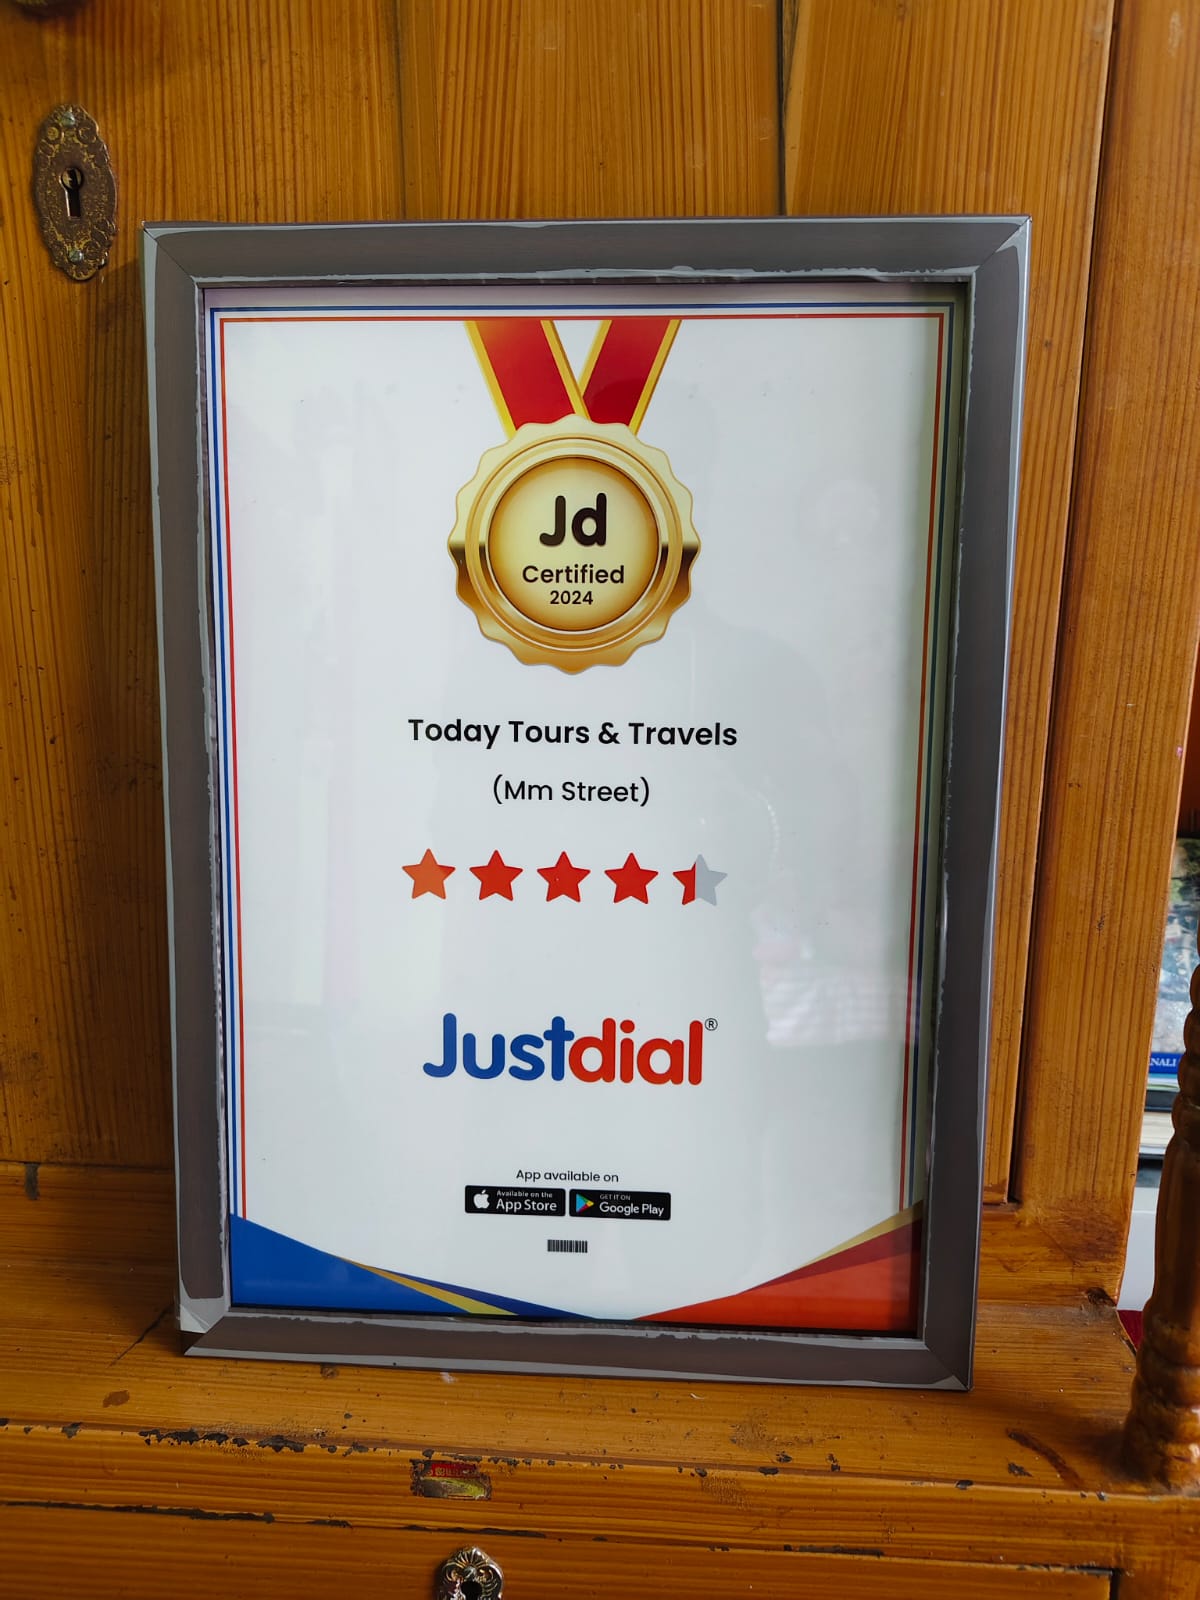 Jd
Certified
2024
Today Tours & Travels
(Mm Street)
Justdial®
App available on
Available on the
App Store
GET IT ON
Google Play
NALI